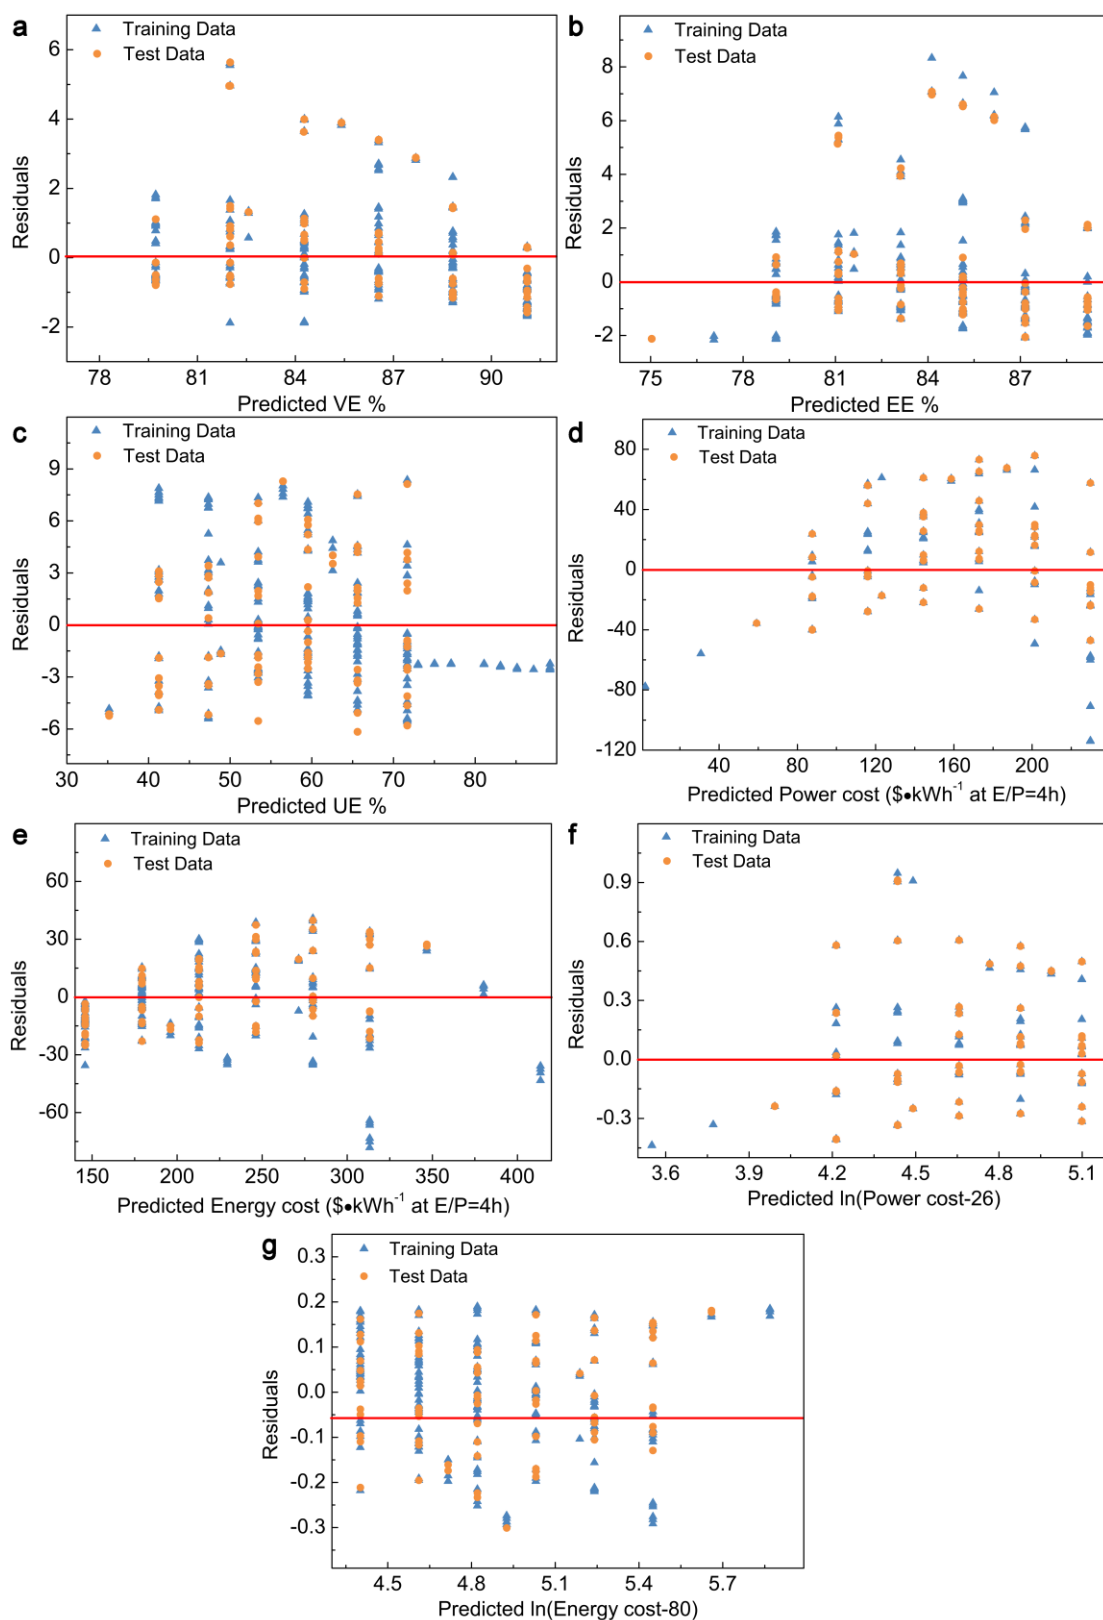 a
Training Data
Test Data
Residuals
6
4
2
0
-2
78
81
84
87
90
Predicted VE %
b
Training Data
Test Data
Residuals
8
6
4
2
0
-2
75
78
81
84
87
Predicted EE %
c
Training Data
Test Data
Residuals
9
6
3
0
-3
-6
30
40
50
60
70
80
Predicted UE %
d
Training Data
Test Data
Residuals
80
40
0
-40
-80
-120
40
80
120
160
200
Predicted Power cost ($•kWh⁻¹ at E/P=4h)
e
Training Data
Test Data
Residuals
60
30
0
-30
-60
150
200
250
300
350
400
Predicted Energy cost ($•kWh⁻¹ at E/P=4h)
f
Training Data
Test Data
Residuals
0.9
0.6
0.3
0.0
-0.3
3.6
3.9
4.2
4.5
4.8
5.1
Predicted ln(Power cost-26)
g
Training Data
Test Data
Residuals
0.3
0.2
0.1
0.0
-0.1
-0.2
-0.3
4.5
4.8
5.1
5.4
5.7
Predicted ln(Energy cost-80)